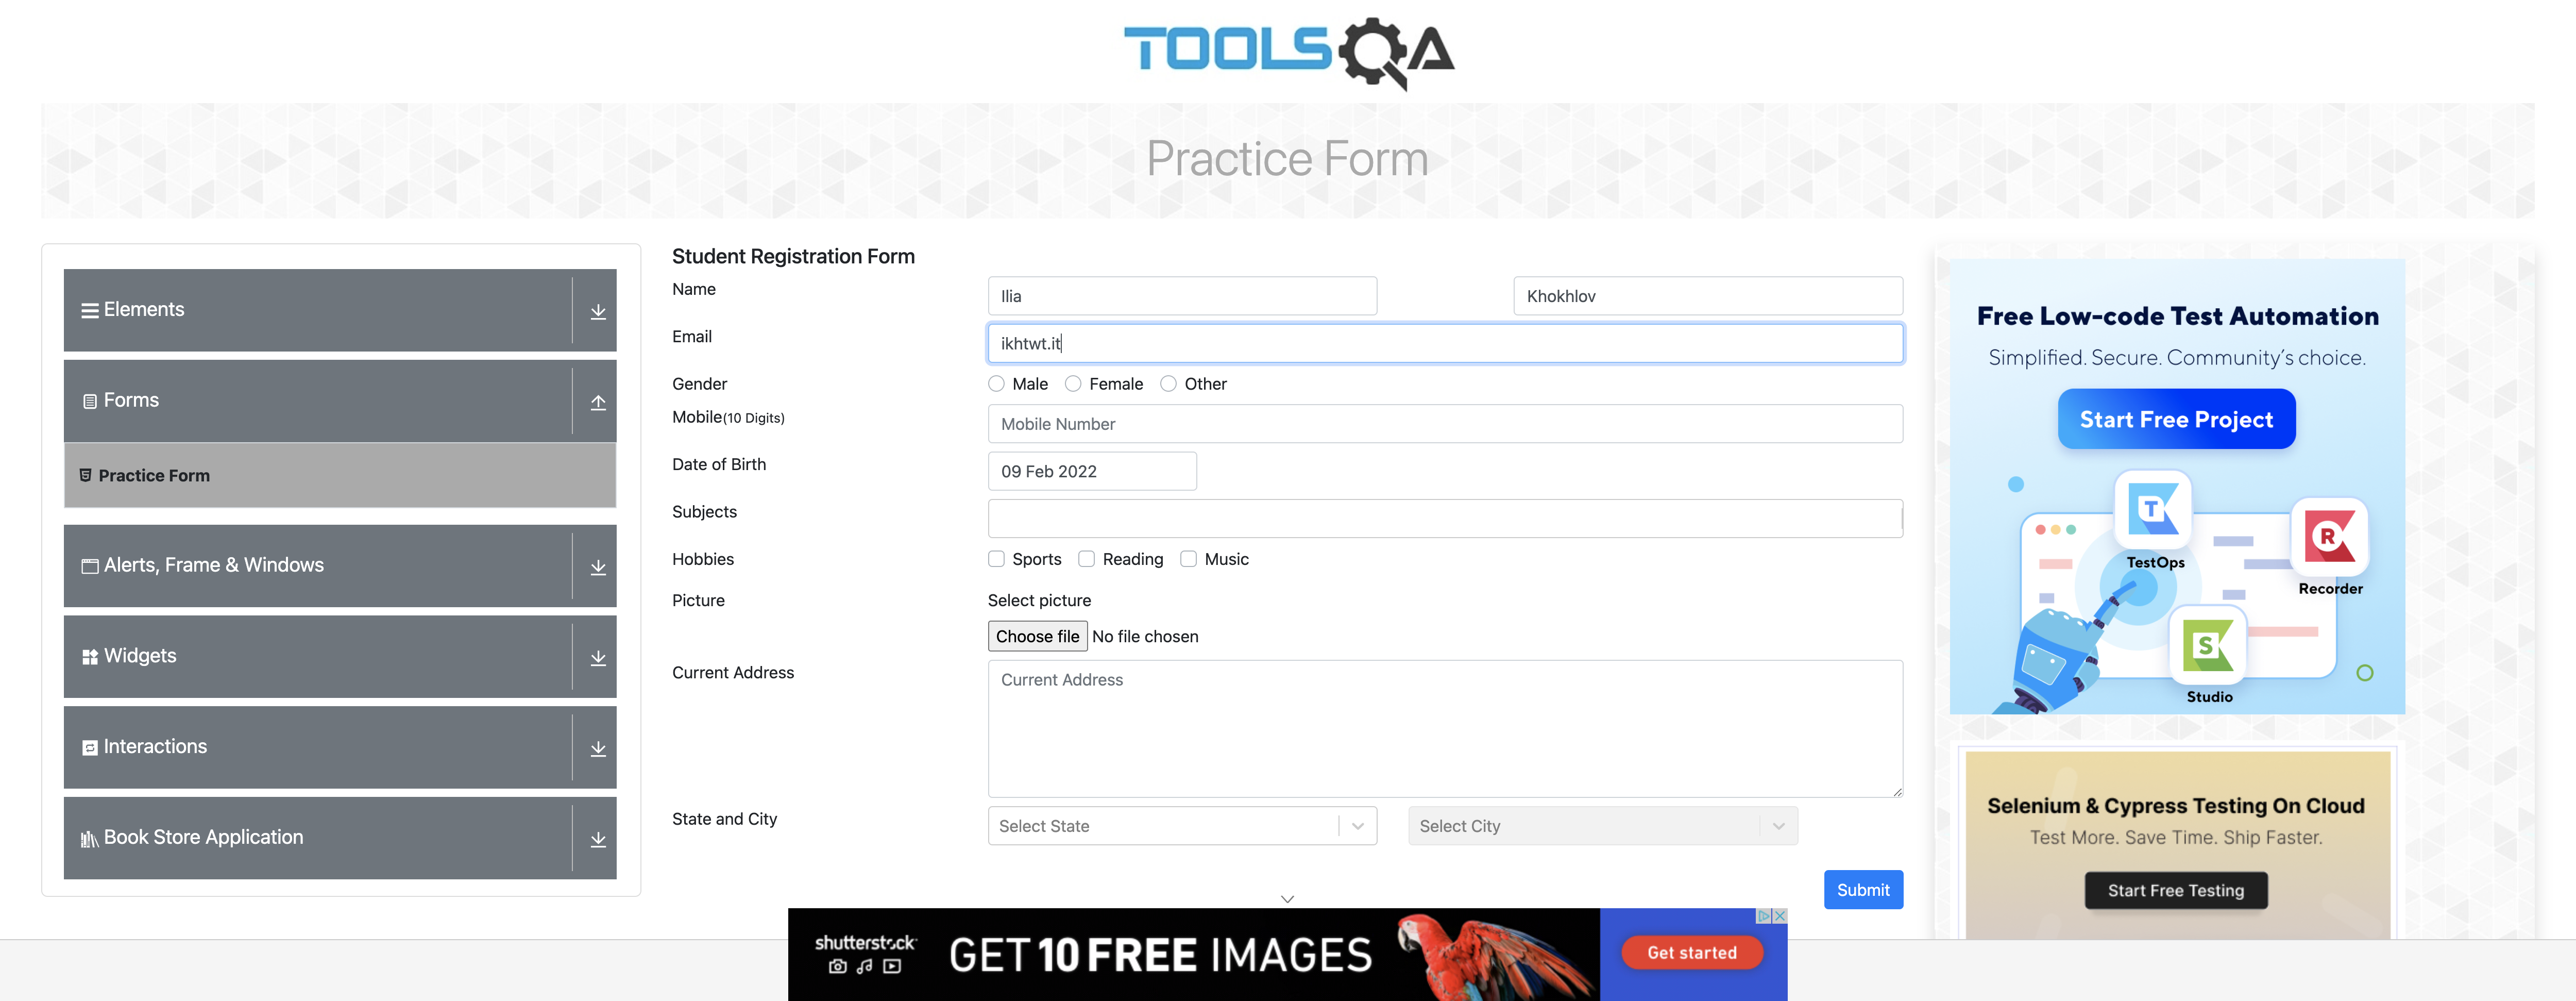 TOOLSQA
Practice Form
Elements
Forms
Practice Form
Alerts, Frame & Windows
Widgets
Interactions
Book Store Application
Student Registration Form
Name
Ilia
Khokhlov
Email
ikhtwt.it
Gender
Male
Female
Other
Mobile(10 Digits)
Mobile Number
Date of Birth
09 Feb 2022
Subjects
Hobbies
Sports
Reading
Music
Picture
Select picture
Choose file No file chosen
Current Address
Current Address
State and City
Select State
Select City
Submit
Free Low-code Test Automation
Simplified. Secure. Community's choice.
Start Free Project
T
TestOps
R
Recorder
S
Studio
Selenium & Cypress Testing On Cloud
Test More. Save Time. Ship Faster.
Start Free Testing
shutterstock
GET 10 FREE IMAGES
Get started